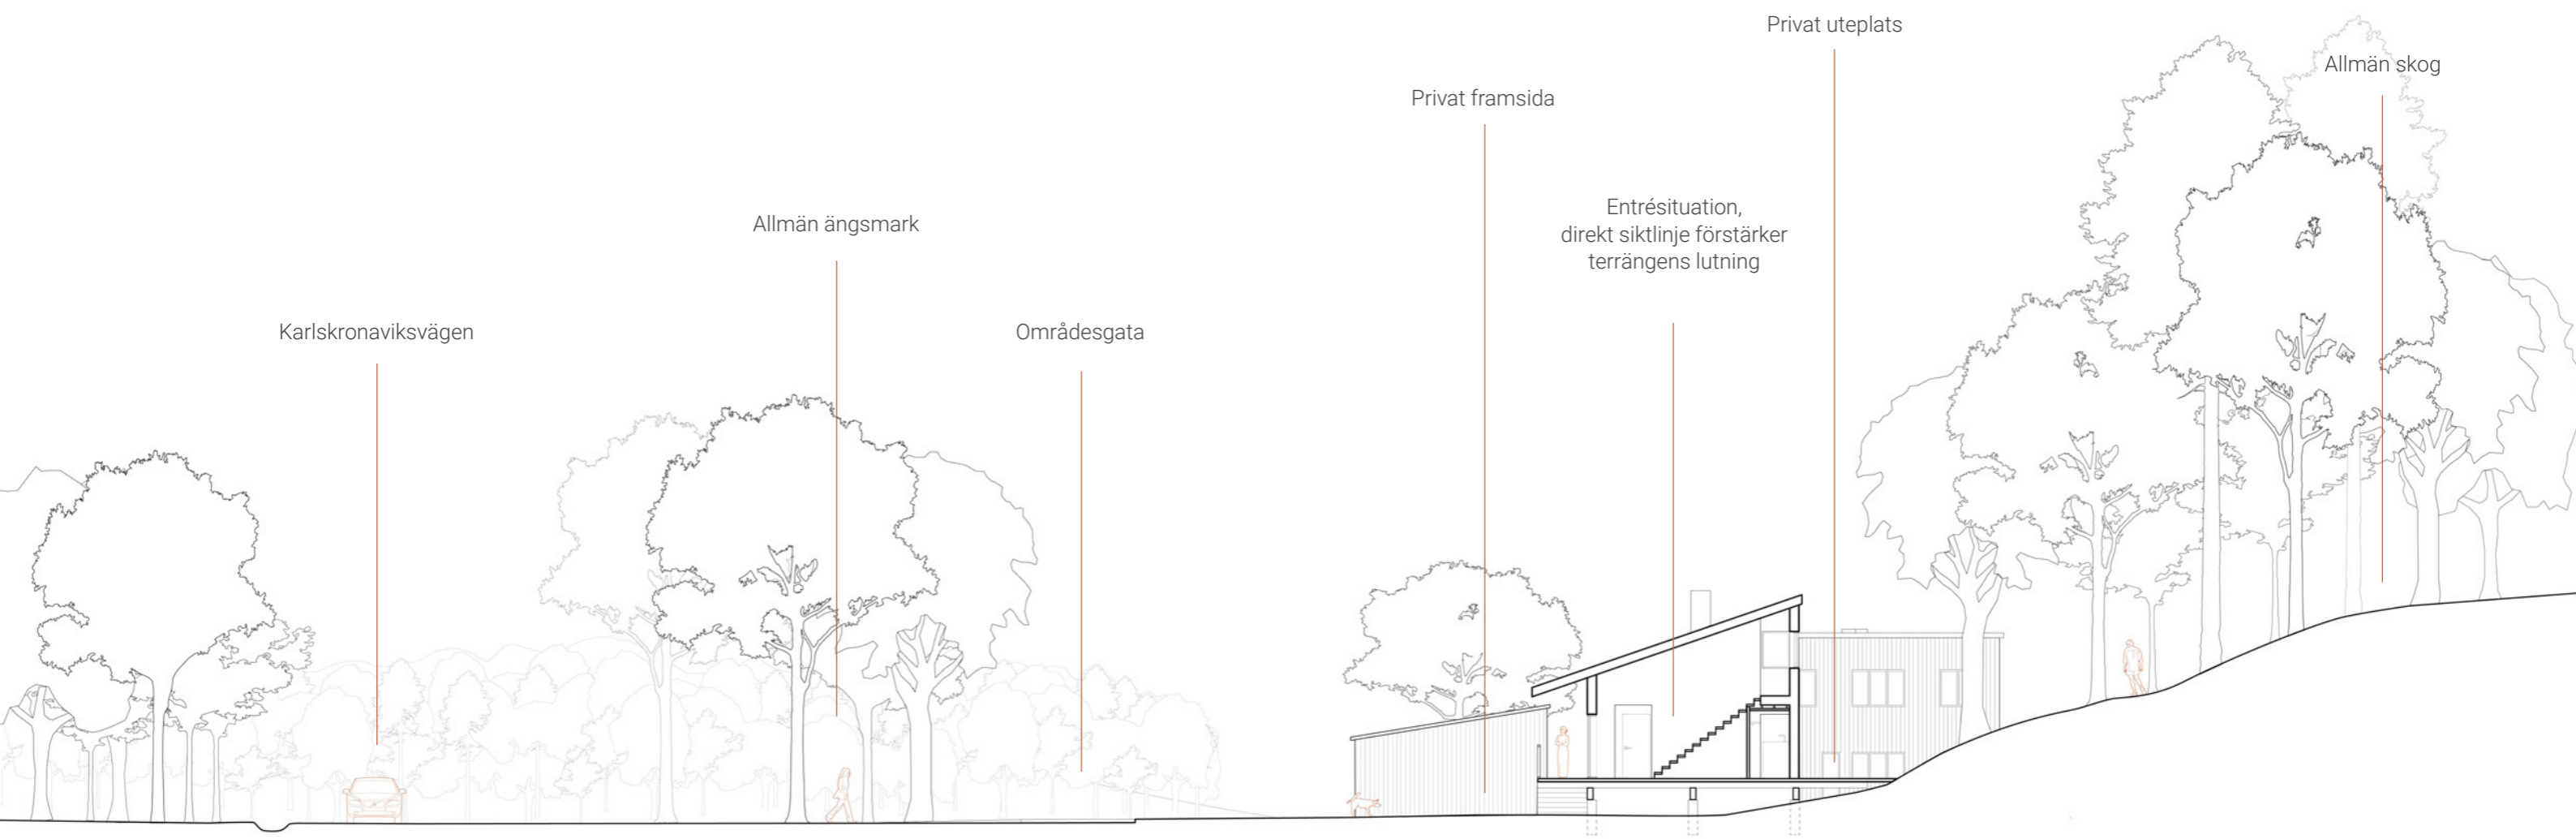 Karlskronaviksvägen
Allmän ängsmark
Områdesgata
Privat framsida
Entrésituation,
direkt siktlinje förstärker
terrängens lutning
Privat uteplats
Allmän skog